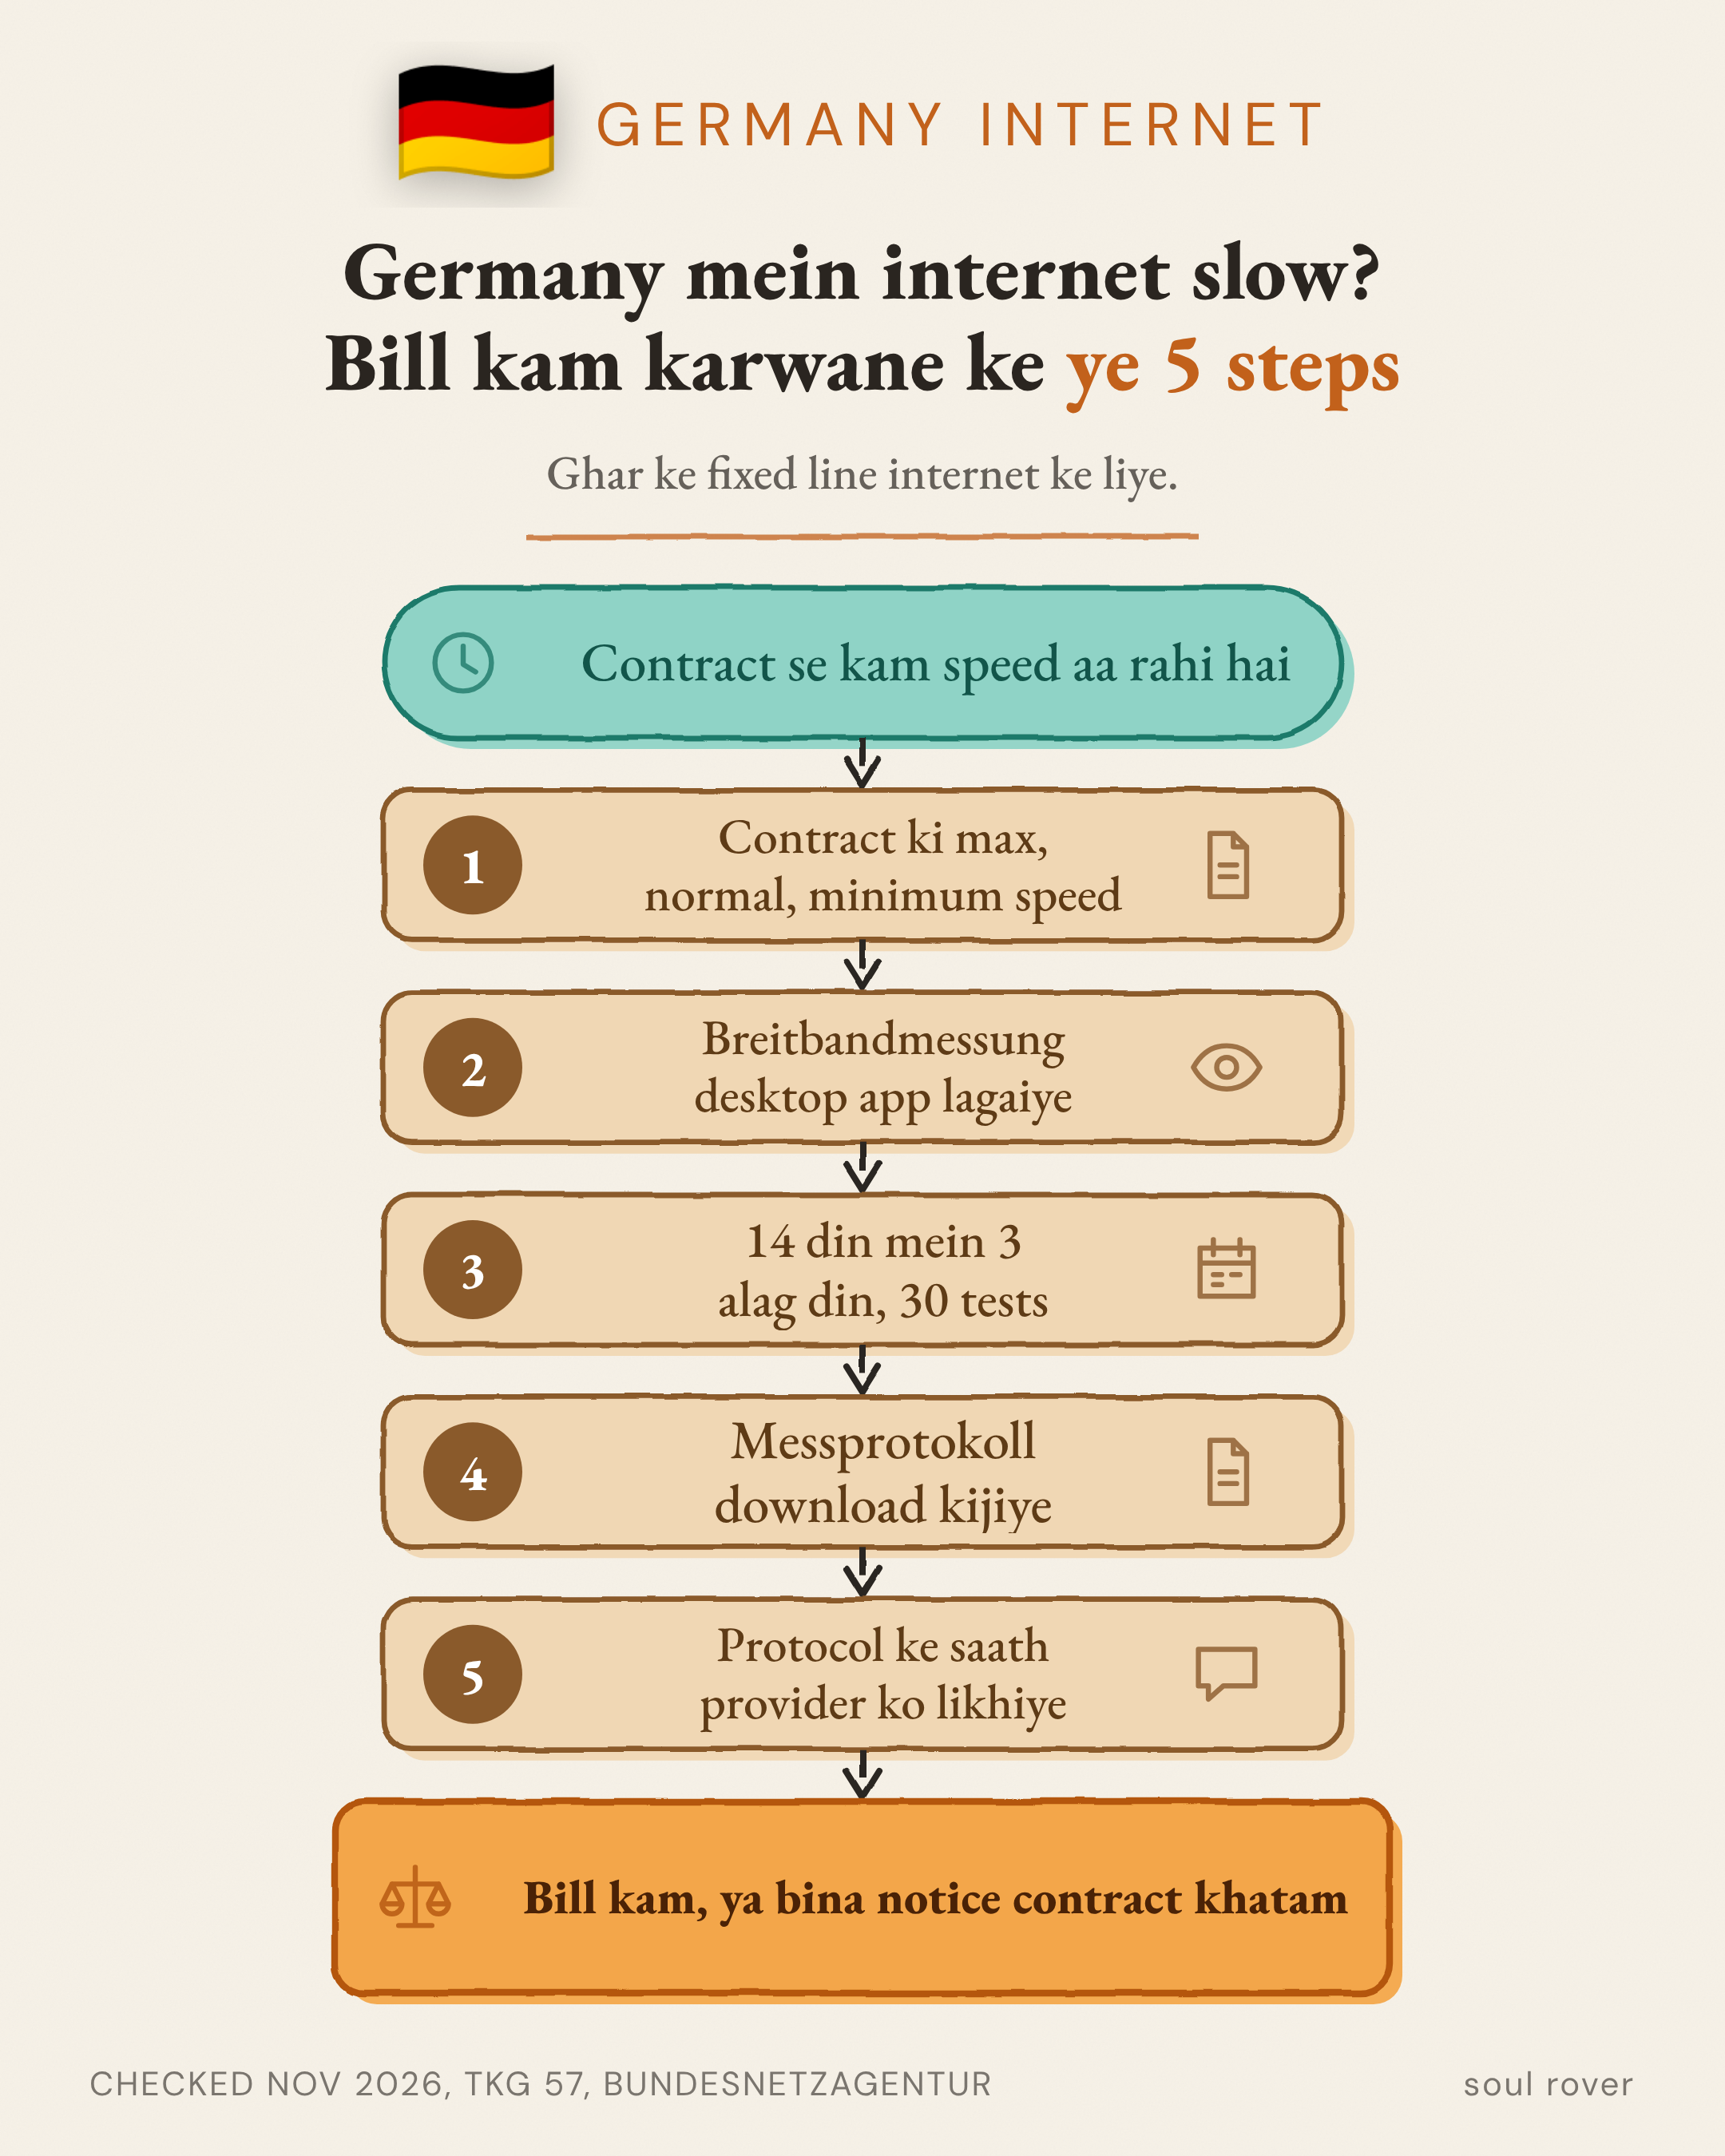 GERMANY INTERNET
Germany mein internet slow?
Bill kam karwane ke ye 5 steps
Ghar ke fixed line internet ke liye.
Contract se kam speed aa rahi hai
1
Contract ki max,
normal, minimum speed
2
Breitbandmessung
desktop app lagaiye
3
14 din mein 3
alag din, 30 tests
4
Messprotokoll
download kijiye
5
Protocol ke saath
provider ko likhiye
Bill kam, ya bina notice contract khatam
CHECKED NOV 2026, TKG 57, BUNDESNETZAGENTUR
soul rover